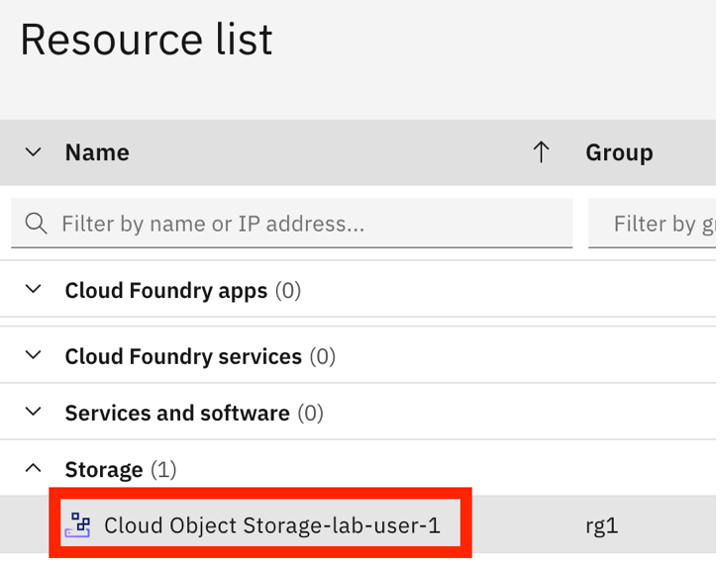 Resource list
Name Group
Filter by name or IP address... Filter by g
Cloud Foundry apps (0)
Cloud Foundry services (0)
Services and software (0)
Storage (1)
Cloud Object Storage-lab-user-1 rg1